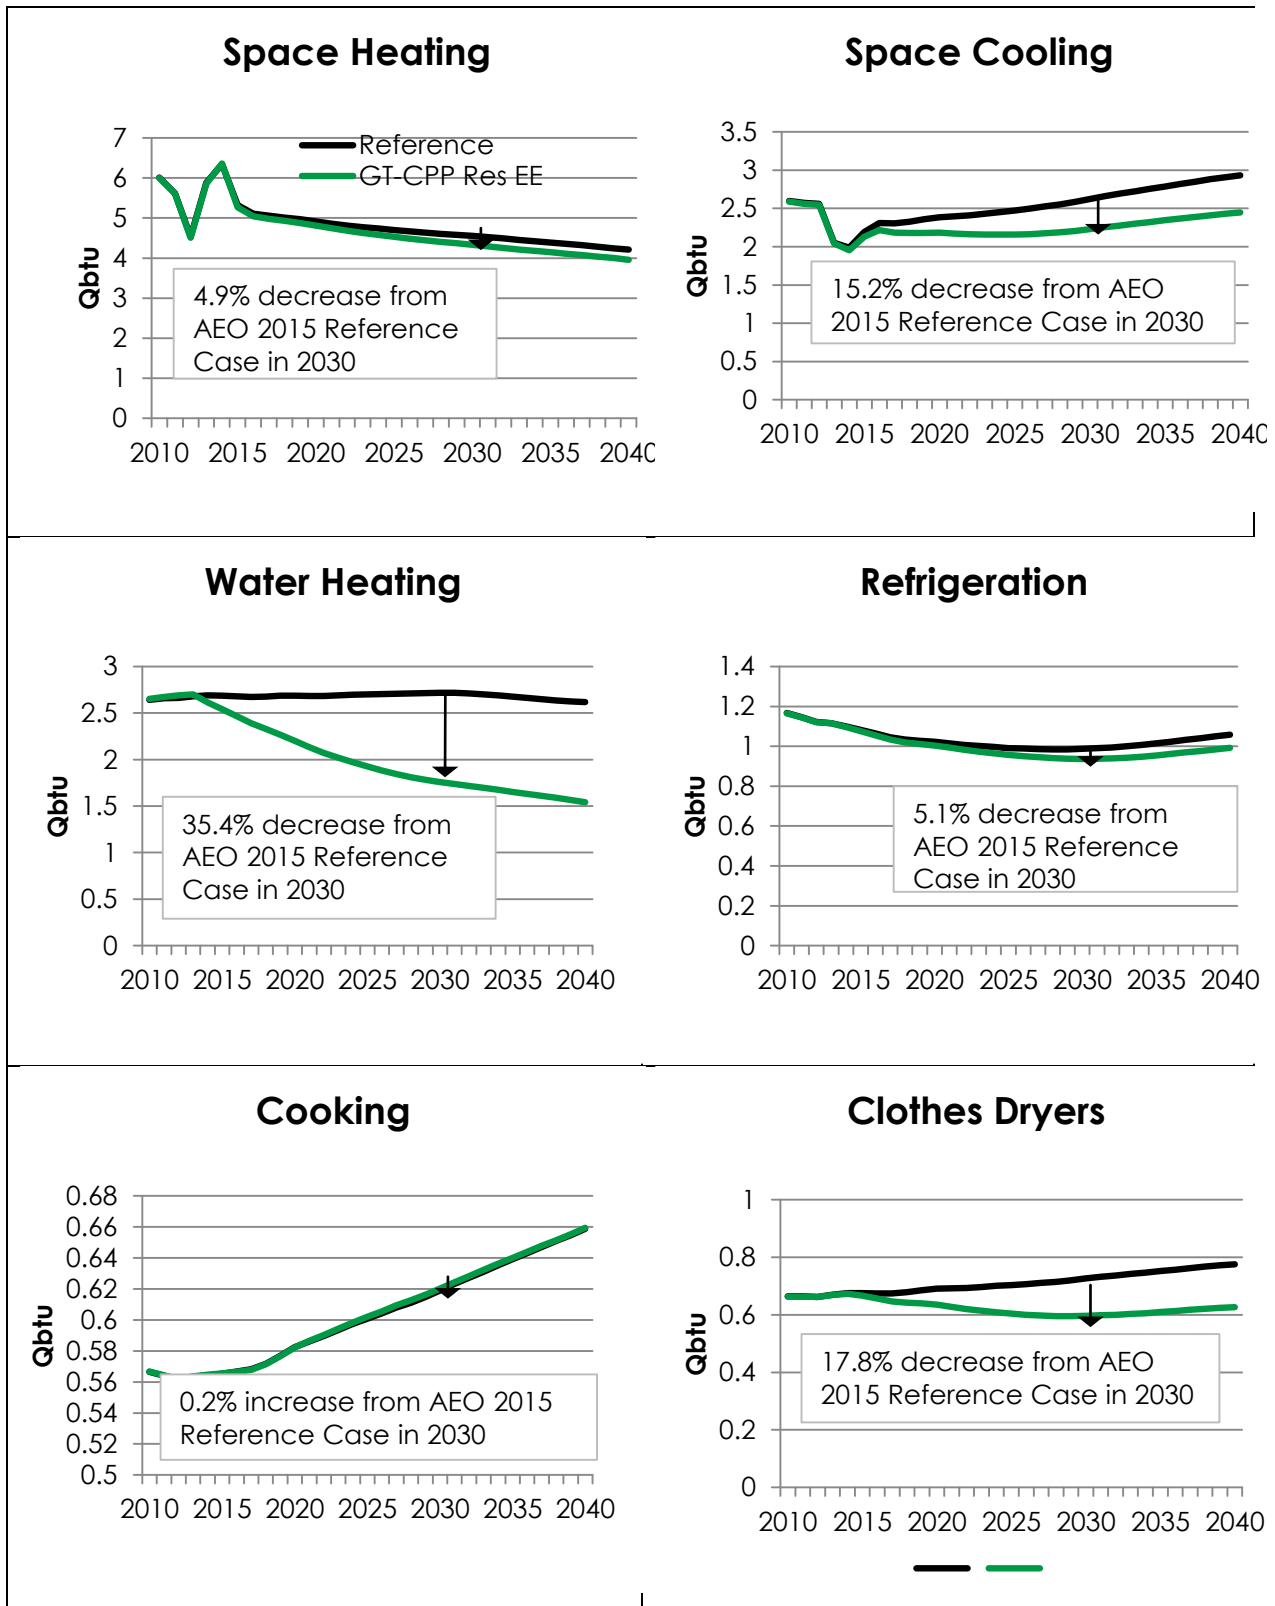 Space Heating
7
6
5
4
3
2
1
0
Qbtu
Reference
GT-CPP Res EE
4.9% decrease from
AEO 2015 Reference
Case in 2030
2010 2015 2020 2025 2030 2035 2040
Space Cooling
3.5
3
2.5
2
1.5
1
0.5
0
Qbtu
15.2% decrease from AEO
2015 Reference Case in 2030
2010 2015 2020 2025 2030 2035 2040
Water Heating
3
2.5
2
1.5
1
0.5
0
Qbtu
35.4% decrease from
AEO 2015 Reference
Case in 2030
2010 2015 2020 2025 2030 2035 2040
Refrigeration
1.4
1.2
1
0.8
0.6
0.4
0.2
0
Qbtu
5.1% decrease from
AEO 2015 Reference
Case in 2030
2010 2015 2020 2025 2030 2035 2040
Cooking
0.68
0.66
0.64
0.62
0.6
0.58
0.56
0.54
0.52
0.5
Qbtu
0.2% increase from AEO 2015
Reference Case in 2030
2010 2015 2020 2025 2030 2035 2040
Clothes Dryers
1
0.8
0.6
0.4
0.2
0
Qbtu
17.8% decrease from AEO
2015 Reference Case in 2030
2010 2015 2020 2025 2030 2035 2040